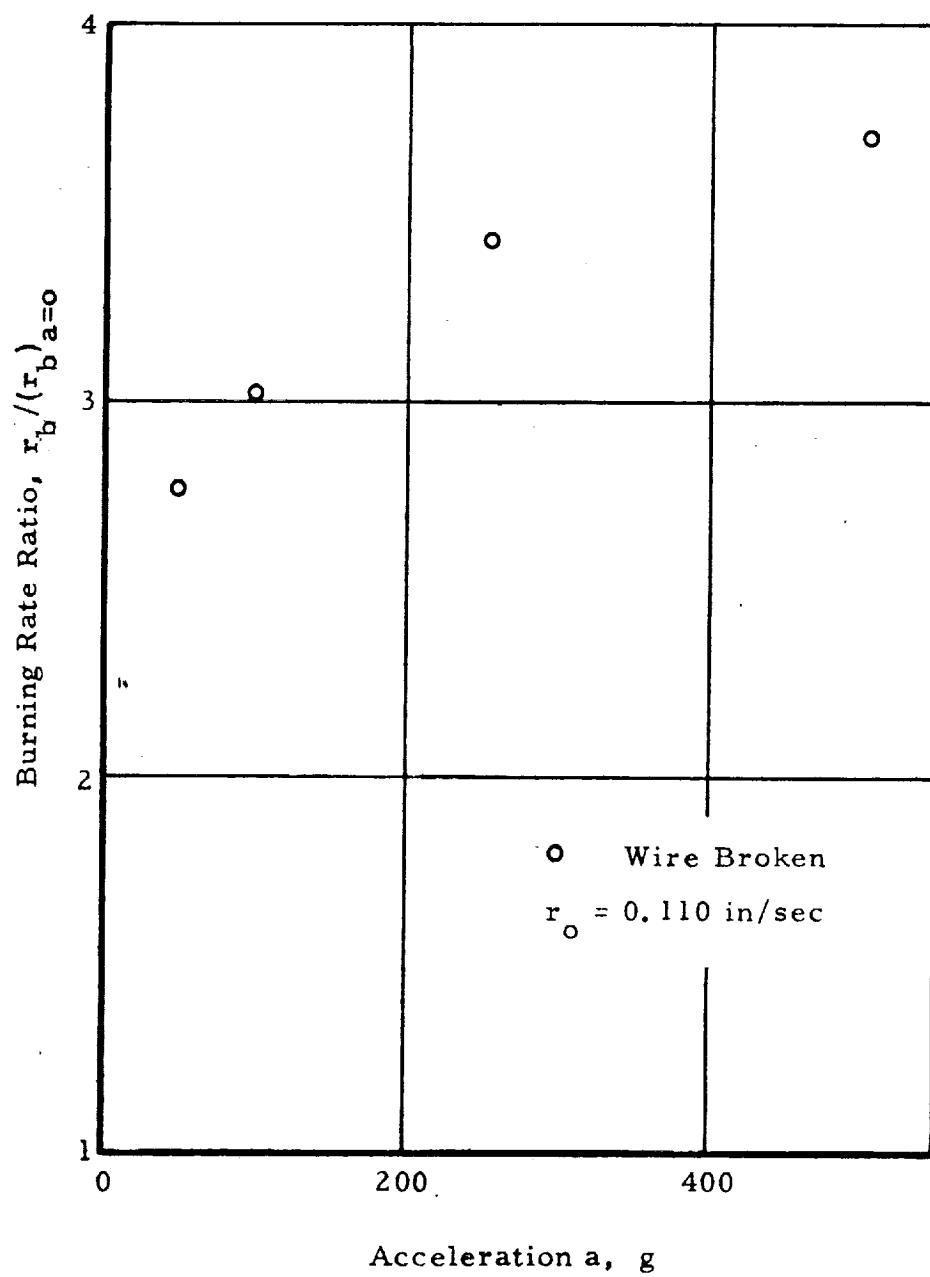 4
3
2
1
Burning Rate Ratio, r_b/(r_b)_a=o
o Wire Broken
r_o = 0.110 in/sec
0 200 400
Acceleration a, g